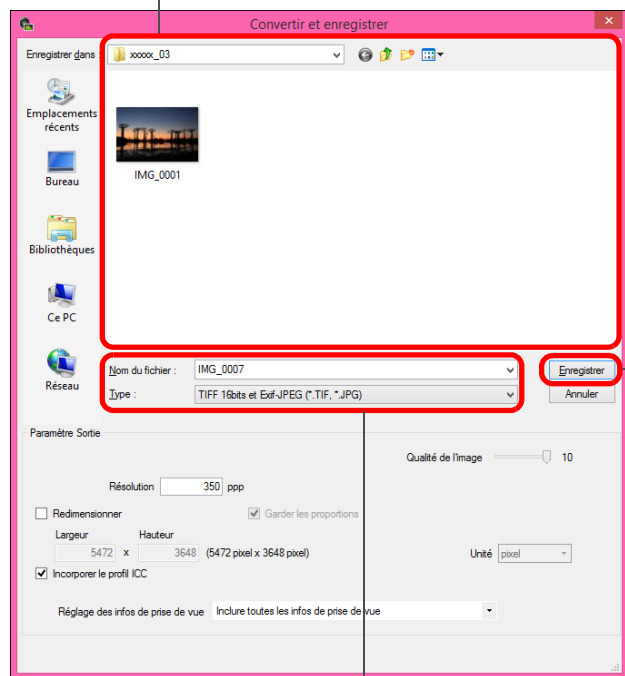 Convertir et enregistrer
Enregistrer dans :
xxxxx_03
Emplacements
récents
Bureau
Bibliothèques
Ce PC
Réseau
IMG_0001
Nom du fichier : IMG_0007
Enregistrer
Type : TIFF 16bits et Exif-JPEG (*.TIF, *.JPG)
Annuler
Paramètre Sortie
Qualité de l'image 10
Résolution 350 ppp
Redimensionner
Garder les proportions
Largeur Hauteur
5472 x 3648 (5472 pixel x 3648 pixel)
Unité pixel
Incorporer le profil ICC
Réglage des infos de prise de vue Inclure toutes les infos de prise de vue